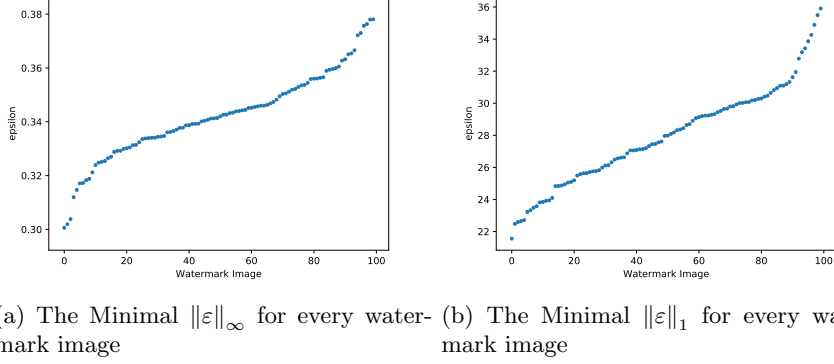 0.38
0.36
0.34
0.32
0.30
epsilon
0 20 40 60 80 100
Watermark Image
36
34
32
30
28
26
24
22
epsilon
0 20 40 60 80 100
Watermark Image
a) The Minimal ‖ε‖∞ for every water-
mark image
(b) The Minimal ‖ε‖1 for every wa
mark image